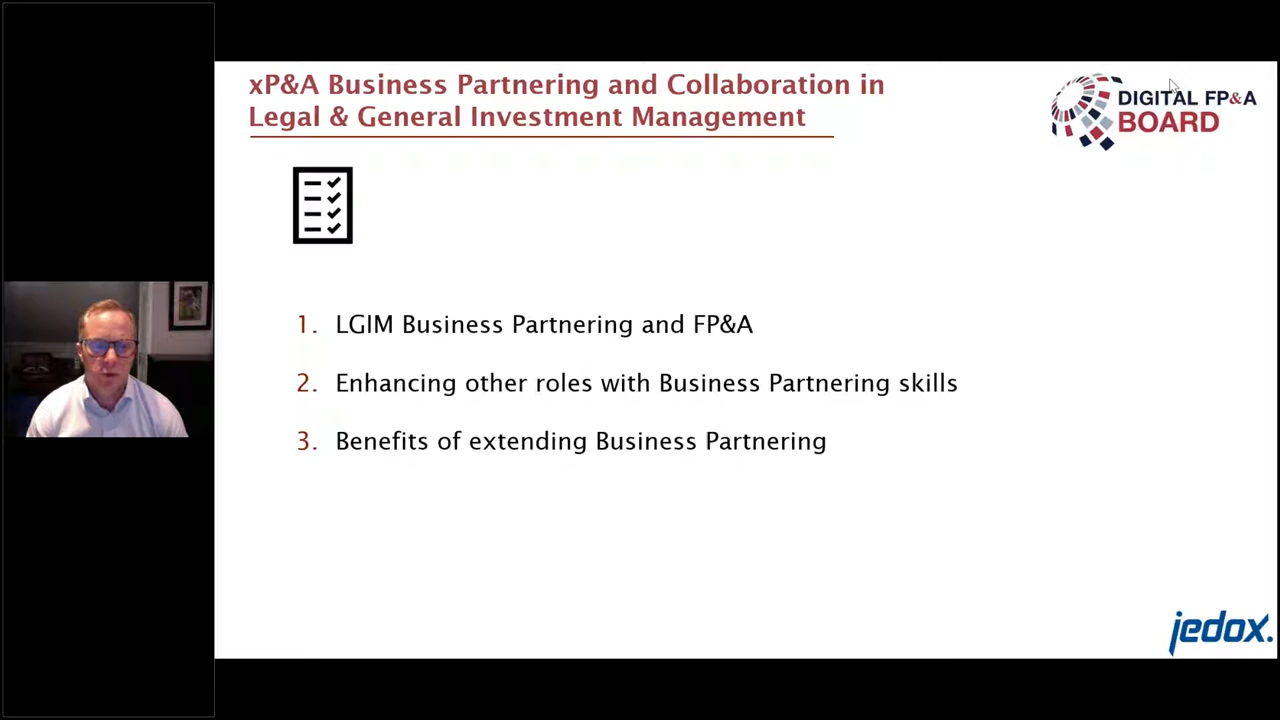 xP&A Business Partnering and Collaboration in
Legal & General Investment Management
DIGITAL FP&A
BOARD
1. LGIM Business Partnering and FP&A
2. Enhancing other roles with Business Partnering skills
3. Benefits of extending Business Partnering
jedox.